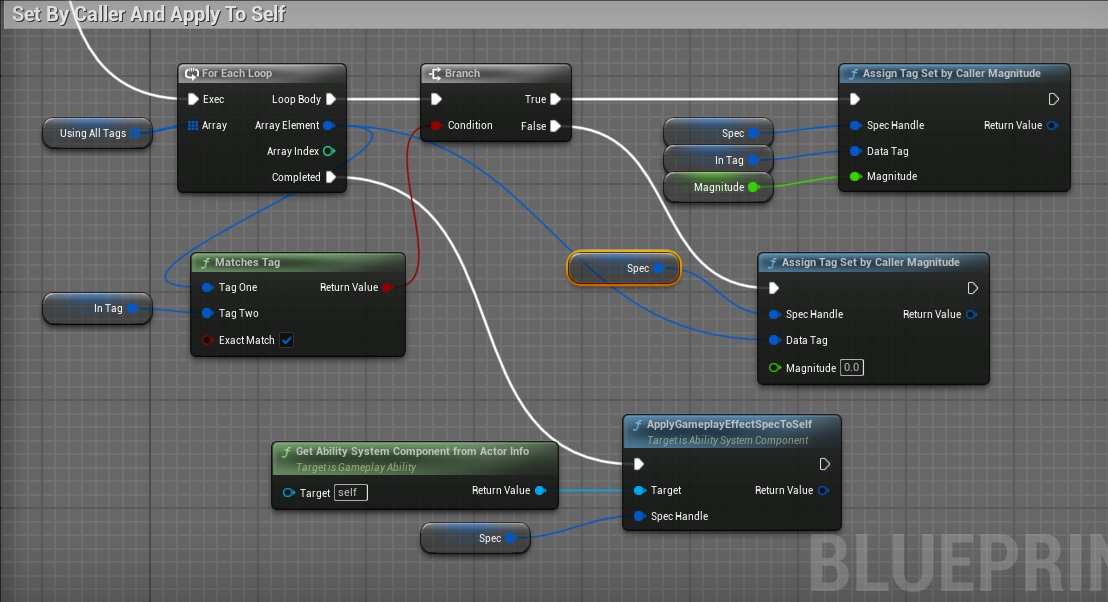 Set By Caller And Apply To Self
For Each Loop
Exec
Loop Body
Array
Array Element
Array Index
Completed
Using All Tags
Branch
True
Condition
False
Assign Tag Set by Caller Magnitude
Spec Handle
Return Value
Data Tag
Magnitude
Spec
In Tag
Magnitude
Matches Tag
Tag One
Return Value
Tag Two
Exact Match
In Tag
Spec
Assign Tag Set by Caller Magnitude
Spec Handle
Return Value
Data Tag
Magnitude 0.0
Get Ability System Component from Actor Info
Target is Gameplay Ability
Target self
Return Value
ApplyGameplayEffectSpecToSelf
Target is Ability System Component
Target
Return Value
Spec Handle
Spec